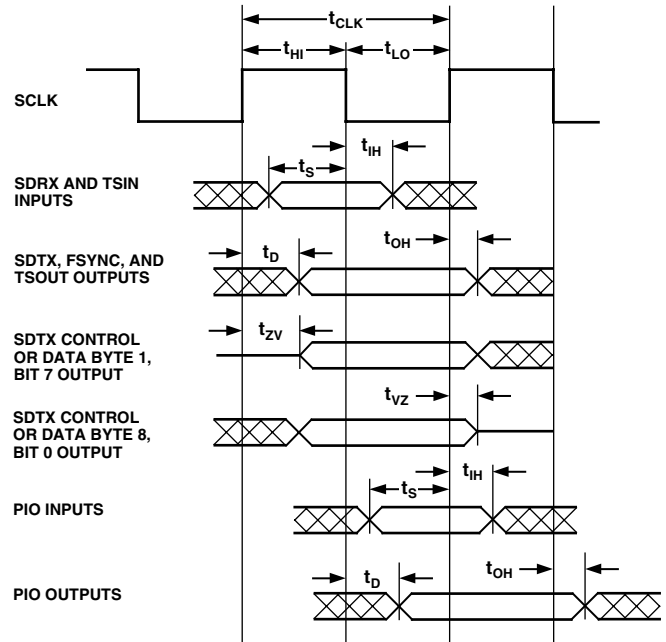 tCLK
tHI
tLO
SCLK
tIH
tS
SDRX AND TSIN
INPUTS
tOH
tD
SDTX, FSYNC, AND
TSOUT OUTPUTS
tZV
SDTX CONTROL
OR DATA BYTE 1,
BIT 7 OUTPUT
tVZ
SDTX CONTROL
OR DATA BYTE 8,
BIT 0 OUTPUT
tIH
tS
PIO INPUTS
tOH
tD
PIO OUTPUTS